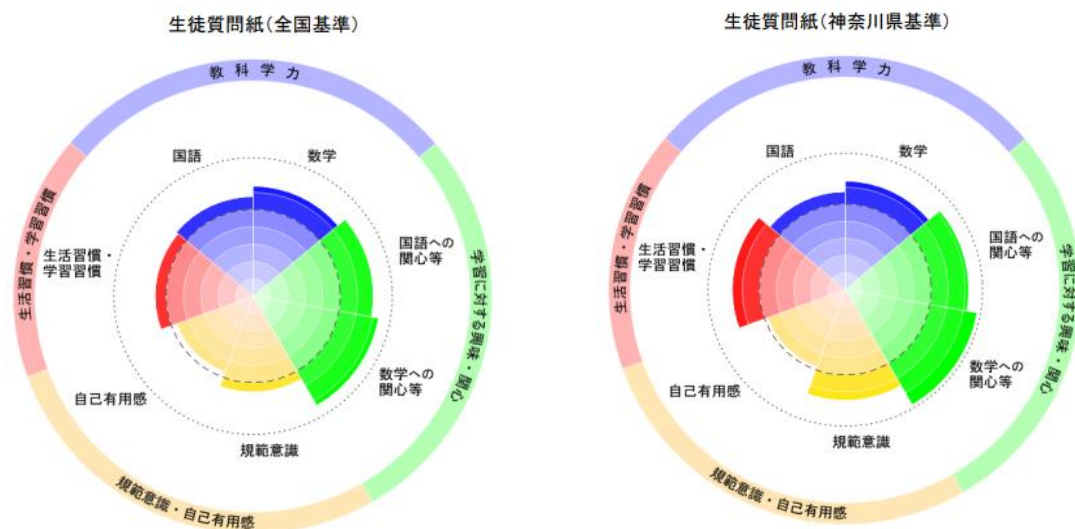 生徒質問紙（全国基準）
教科学力
国語
数学
生活習慣・学習習慣
生活習慣・
学習習慣
国語への
関心等
学習に対する興味・関心
数学への
関心等
自己有用感
規範意識
規範意識・自己有用感
生徒質問紙（神奈川県基準）
教科学力
国語
数学
生活習慣・学習習慣
生活習慣・
学習習慣
国語への
関心等
学習に対する興味・関心
数学への
関心等
自己有用感
規範意識
規範意識・自己有用感